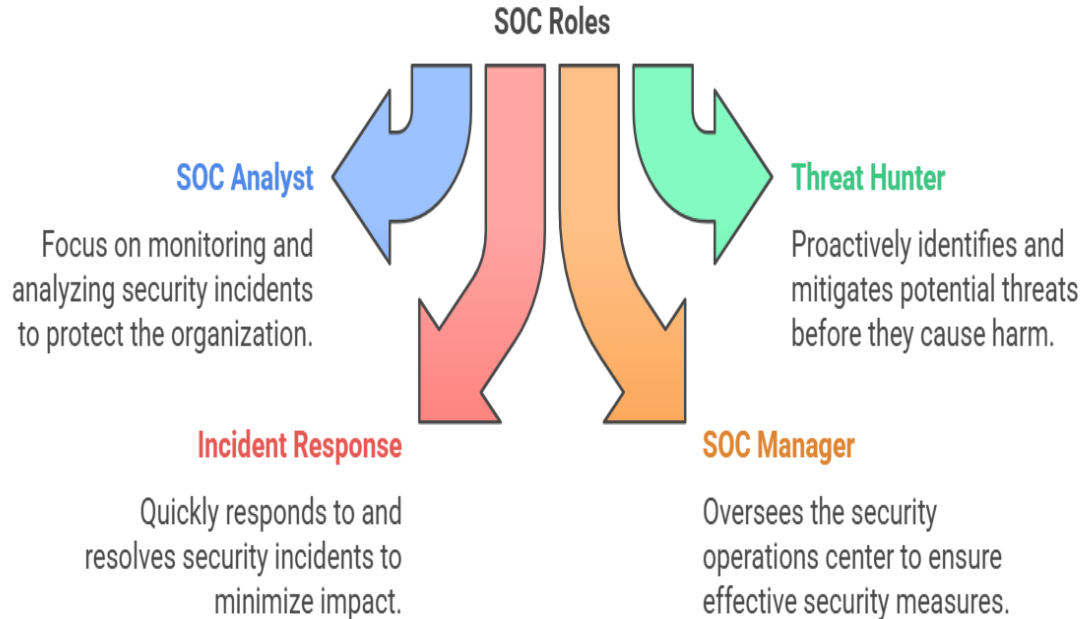 SOC Roles
SOC Analyst
Focus on monitoring and
analyzing security incidents
to protect the organization.
Threat Hunter
Proactively identifies and
mitigates potential threats
before they cause harm.
Incident Response
Quickly responds to and
resolves security incidents to
minimize impact.
SOC Manager
Oversees the security
operations center to ensure
effective security measures.